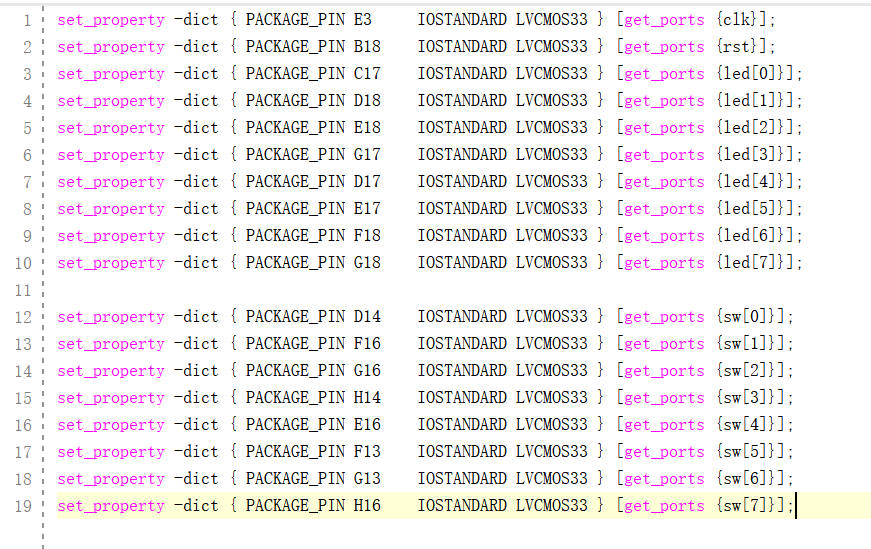 1 set_property -dict { PACKAGE_PIN E3    IOSTANDARD LVCMOS33 } [get_ports {clk}];
2 set_property -dict { PACKAGE_PIN B18    IOSTANDARD LVCMOS33 } [get_ports {rst}];
3 set_property -dict { PACKAGE_PIN C17    IOSTANDARD LVCMOS33 } [get_ports {led[0]}];
4 set_property -dict { PACKAGE_PIN D18    IOSTANDARD LVCMOS33 } [get_ports {led[1]}];
5 set_property -dict { PACKAGE_PIN E18    IOSTANDARD LVCMOS33 } [get_ports {led[2]}];
6 set_property -dict { PACKAGE_PIN G17    IOSTANDARD LVCMOS33 } [get_ports {led[3]}];
7 set_property -dict { PACKAGE_PIN D17    IOSTANDARD LVCMOS33 } [get_ports {led[4]}];
8 set_property -dict { PACKAGE_PIN E17    IOSTANDARD LVCMOS33 } [get_ports {led[5]}];
9 set_property -dict { PACKAGE_PIN F18    IOSTANDARD LVCMOS33 } [get_ports {led[6]}];
10 set_property -dict { PACKAGE_PIN G18    IOSTANDARD LVCMOS33 } [get_ports {led[7]}];
11
12 set_property -dict { PACKAGE_PIN D14    IOSTANDARD LVCMOS33 } [get_ports {sw[0]}];
13 set_property -dict { PACKAGE_PIN F16    IOSTANDARD LVCMOS33 } [get_ports {sw[1]}];
14 set_property -dict { PACKAGE_PIN G16    IOSTANDARD LVCMOS33 } [get_ports {sw[2]}];
15 set_property -dict { PACKAGE_PIN H14    IOSTANDARD LVCMOS33 } [get_ports {sw[3]}];
16 set_property -dict { PACKAGE_PIN E16    IOSTANDARD LVCMOS33 } [get_ports {sw[4]}];
17 set_property -dict { PACKAGE_PIN F13    IOSTANDARD LVCMOS33 } [get_ports {sw[5]}];
18 set_property -dict { PACKAGE_PIN G13    IOSTANDARD LVCMOS33 } [get_ports {sw[6]}];
19 set_property -dict { PACKAGE_PIN H16    IOSTANDARD LVCMOS33 } [get_ports {sw[7]}];